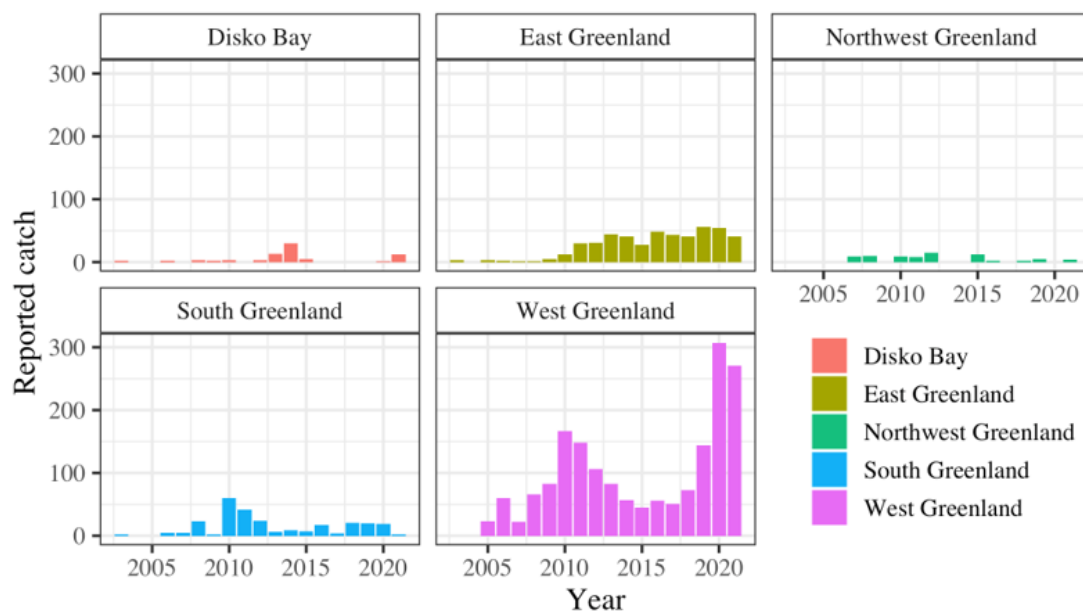 Disko Bay
East Greenland
Northwest Greenland
300
200
100
0
2005 2010 2015 2020
South Greenland
West Greenland
300
200
100
0
2005 2010 2015 2020
2005 2010 2015 2020
Reported catch
Year
Disko Bay
East Greenland
Northwest Greenland
South Greenland
West Greenland